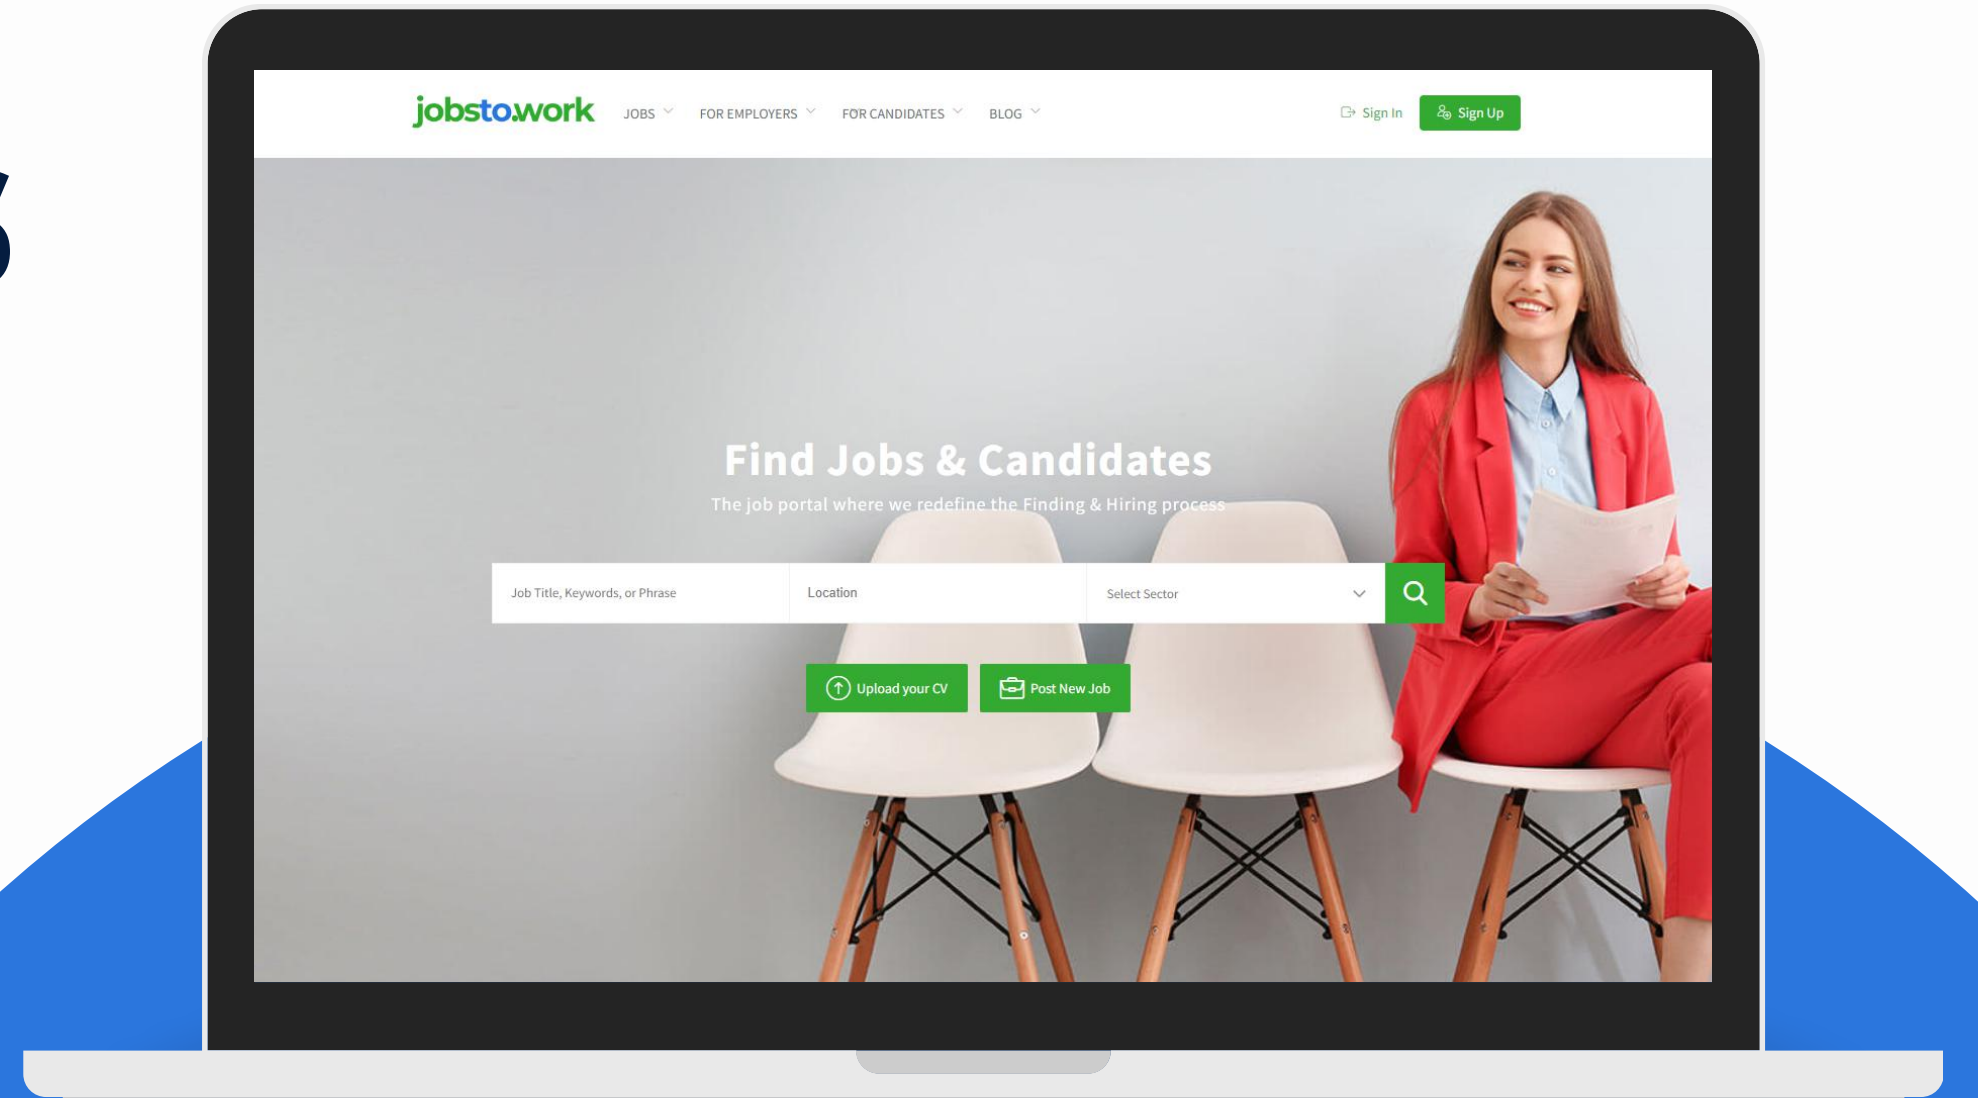 jobsto.work JOBS FOR EMPLOYERS FOR CANDIDATES BLOG Sign In Sign Up
Find Jobs & Candidates
The job portal where we redefine the Finding & Hiring process
Job Title, Keywords, or Phrase Location Select Sector
Upload your CV Post New Job